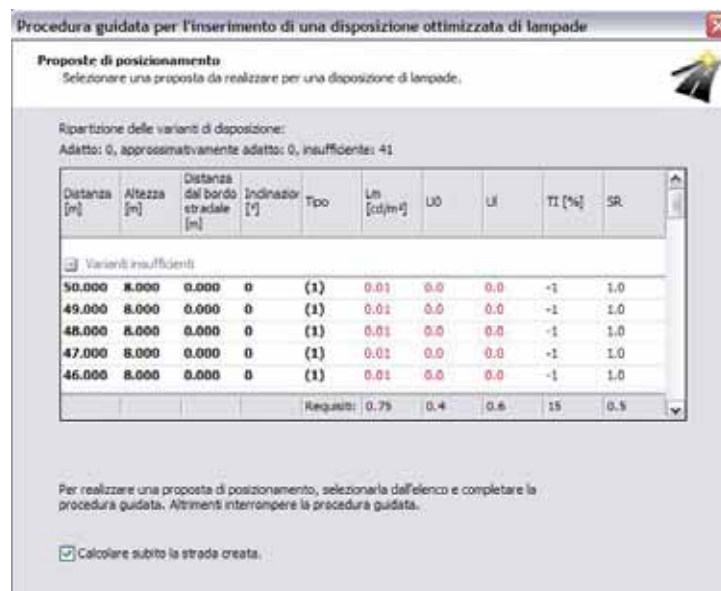 Procedura guidata per l'inserimento di una disposizione ottimizzata di lampade
Proposte di posizionamento
Selezionare una proposta da realizzare per una disposizione di lampade.
Ripartizione delle varianti di disposizione:
Adatto: 0, approssimativamente adatto: 0, insufficiente: 41
Distanza [m] Altezza [m] Distanza dal bordo stradale [m] Inclinazion [°] Tipo Lm [cd/m²] U0 Ul TI [%] SR
Varianti insufficienti
50.000 8.000 0.000 0 (1) 0.01 0.0 0.0 -1 1.0
49.000 8.000 0.000 0 (1) 0.01 0.0 0.0 -1 1.0
48.000 8.000 0.000 0 (1) 0.01 0.0 0.0 -1 1.0
47.000 8.000 0.000 0 (1) 0.01 0.0 0.0 -1 1.0
46.000 8.000 0.000 0 (1) 0.01 0.0 0.0 -1 1.0
Requisiti: 0.75 0.4 0.6 15 0.5
Per realizzare una proposta di posizionamento, selezionarla dall'elenco e completare la
procedura guidata. Altrimenti interrompere la procedura guidata.
Calcolare subito la strada creata.